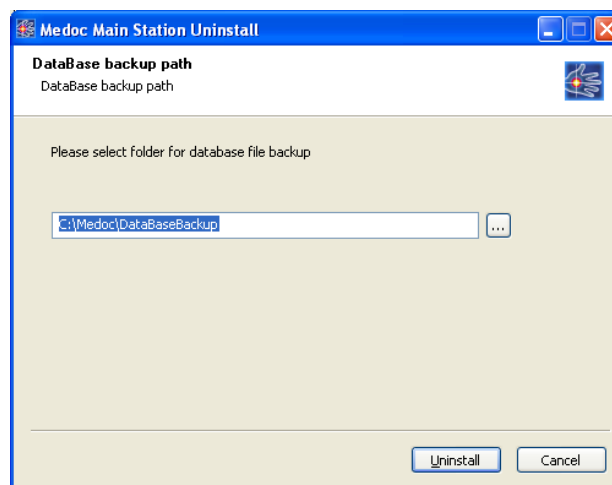 Medoc Main Station Uninstall
DataBase backup path
DataBase backup path
Please select folder for database file backup
C:\Medoc\DataBaseBackup
...
Uninstall
Cancel